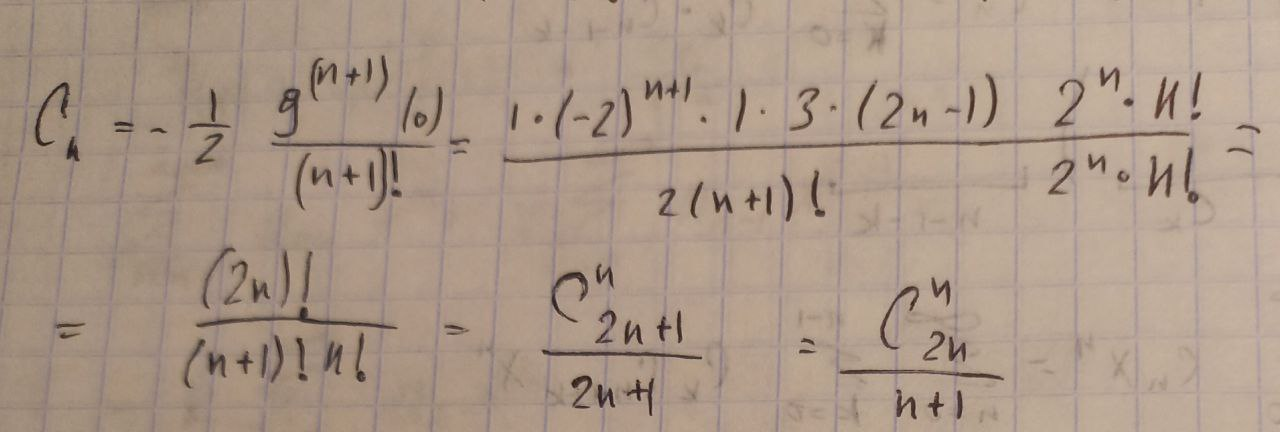 C_n = - 1/2 g^(n+1)(0)/(n+1)! = 1·(-2)^(n+1)·1·3·(2n-1) 2^n·n! / 2(n+1)! 2^n·n! =
= (2n)!/(n+1)!n! = C^n_{2n+1}/2n+1 = C^n_{2n}/n+1